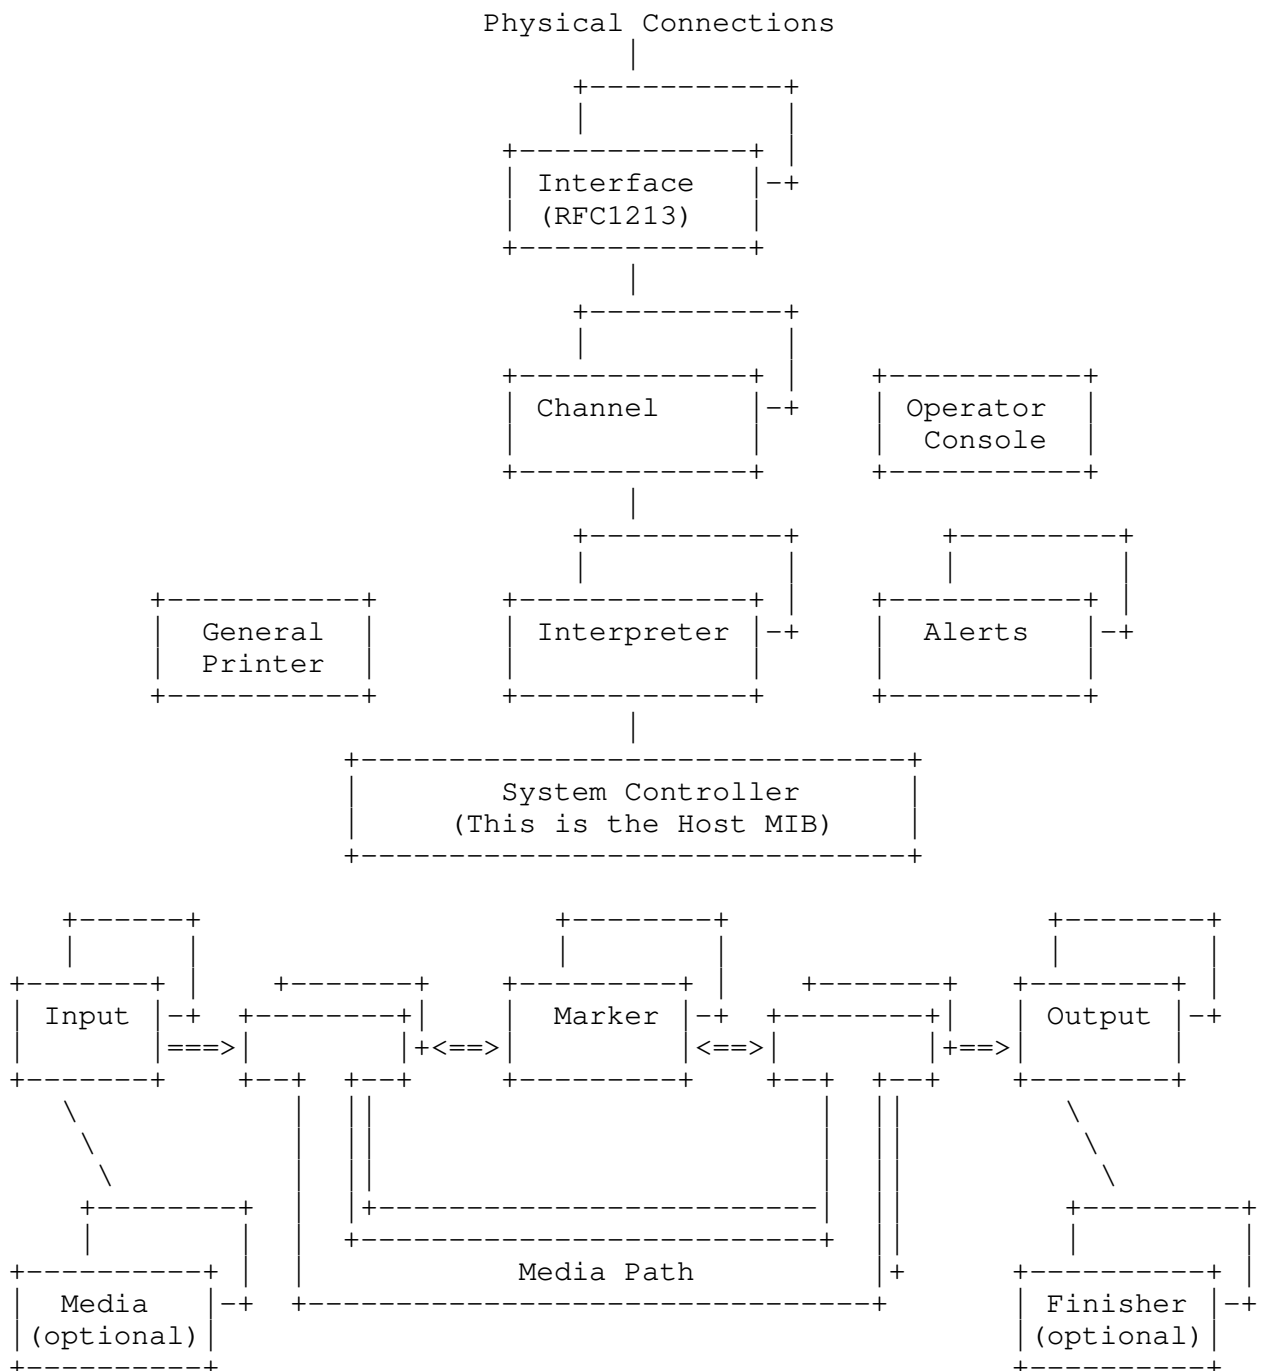 Physical Connections
Interface
(RFC1213)
Channel
Operator
Console
General
Printer
Interpreter
Alerts
System Controller
(This is the Host MIB)
Input
Marker
Output
Media Path
Media
(optional)
Finisher
(optional)